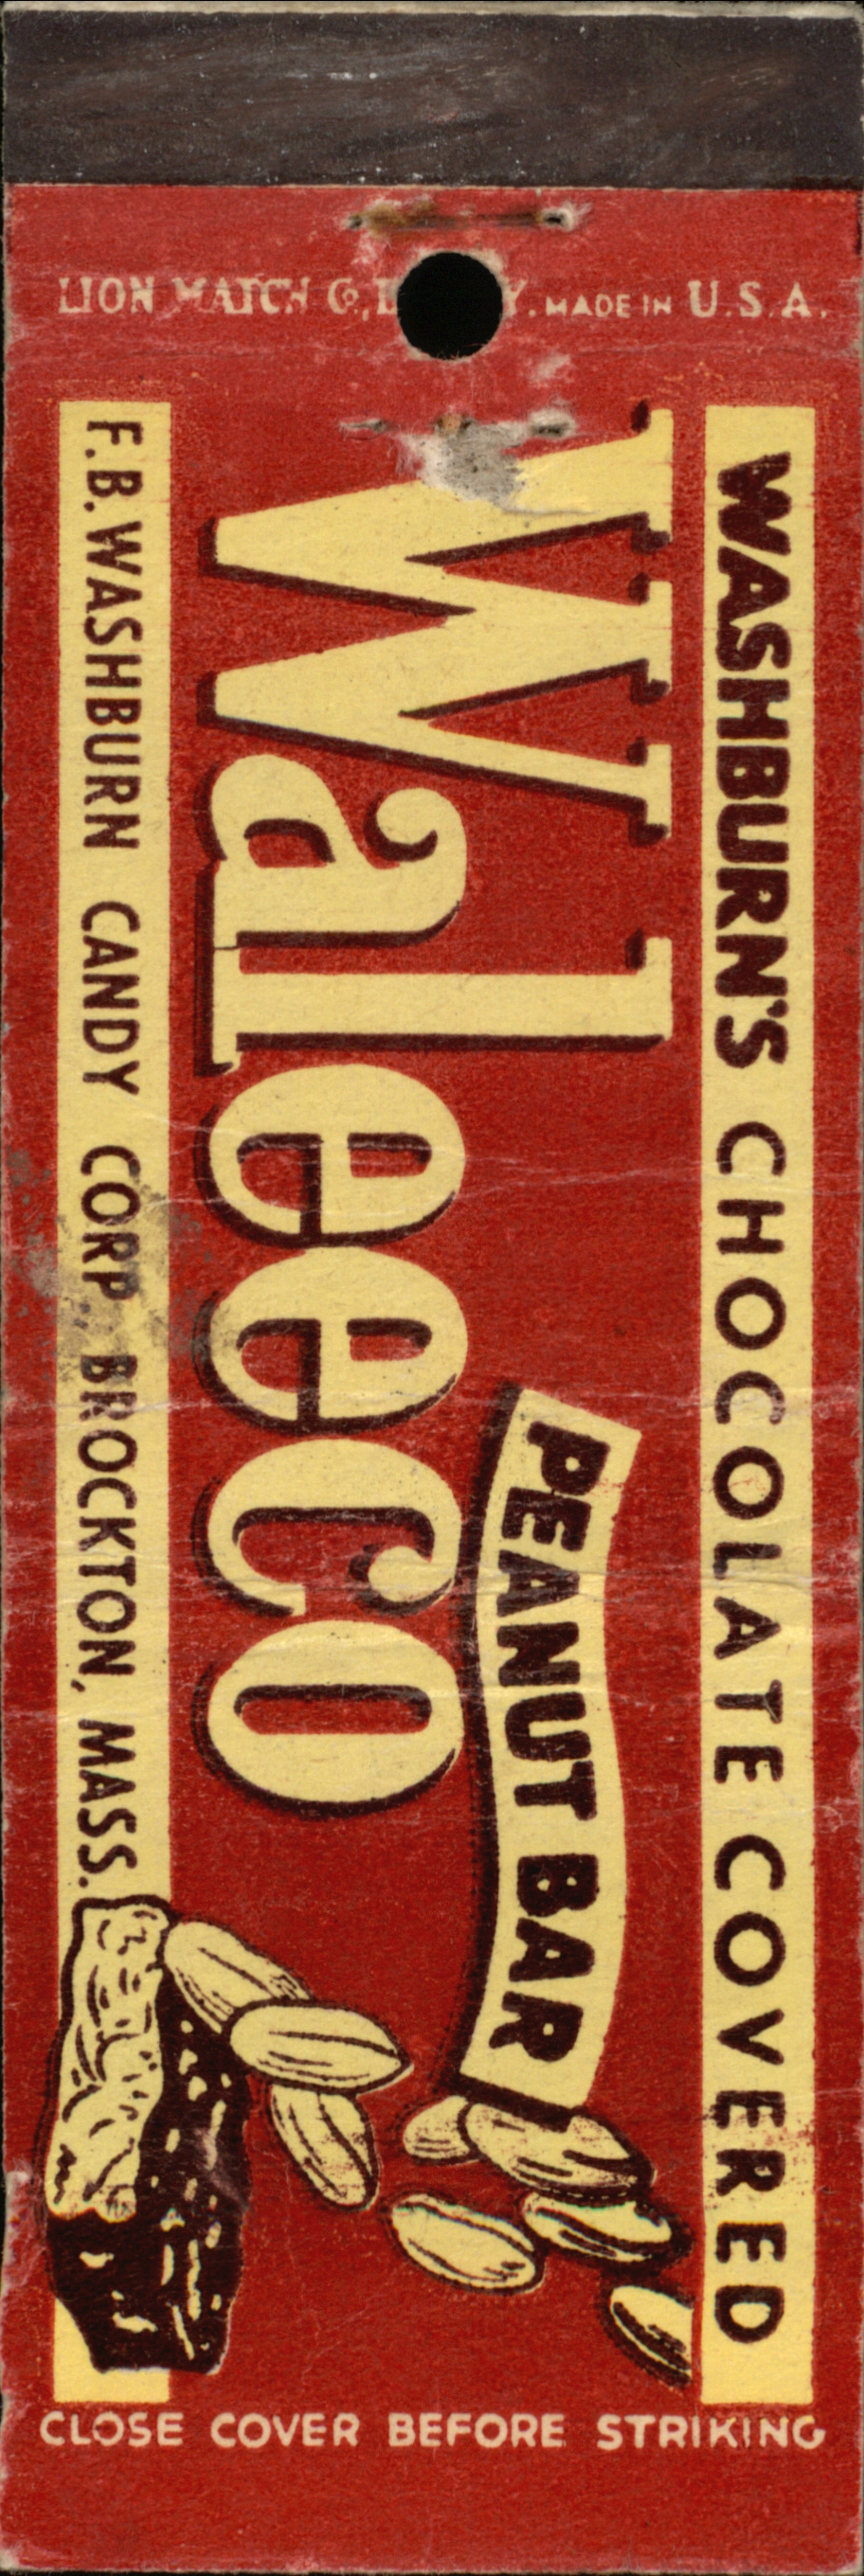 LION MATCH Co., Y. MADE IN U.S.A.
WASHBURN'S CHOCOLATE COVERED
Waleeco
PEANUT BAR
F.B. WASHBURN CANDY CORP. BROCKTON, MASS.
CLOSE COVER BEFORE STRIKING